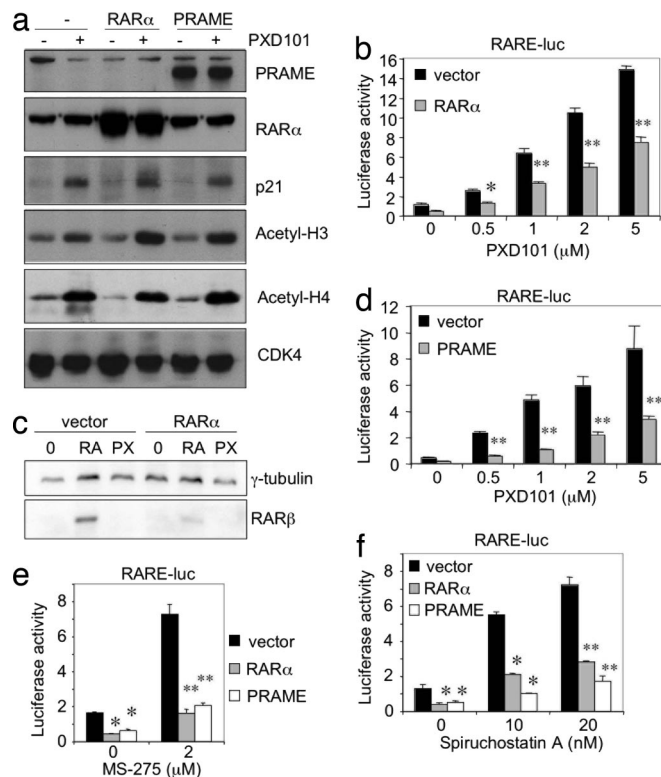 a
- RARα PRAME
- + - + - + PXD101
PRAME
RARα
p21
Acetyl-H3
Acetyl-H4
CDK4
b
RARE-luc
Luciferase activity
16
14
12
10
8
6
4
2
0
vector
RARα
* ** ** **
0 0.5 1 2 5
PXD101 (μM)
c
vector RARα
0 RA PX 0 RA PX
γ-tubulin
RARβ
d
RARE-luc
Luciferase activity
12
10
8
6
4
2
0
vector
PRAME
** ** ** **
0 0.5 1 2 5
PXD101 (μM)
e
RARE-luc
Luciferase activity
8
6
4
2
0
vector
RARα
PRAME
* * ** **
0 2
MS-275 (μM)
f
RARE-luc
Luciferase activity
8
6
4
2
0
vector
RARα
PRAME
* * * * ** **
0 10 20
Spiruchostatin A (nM)